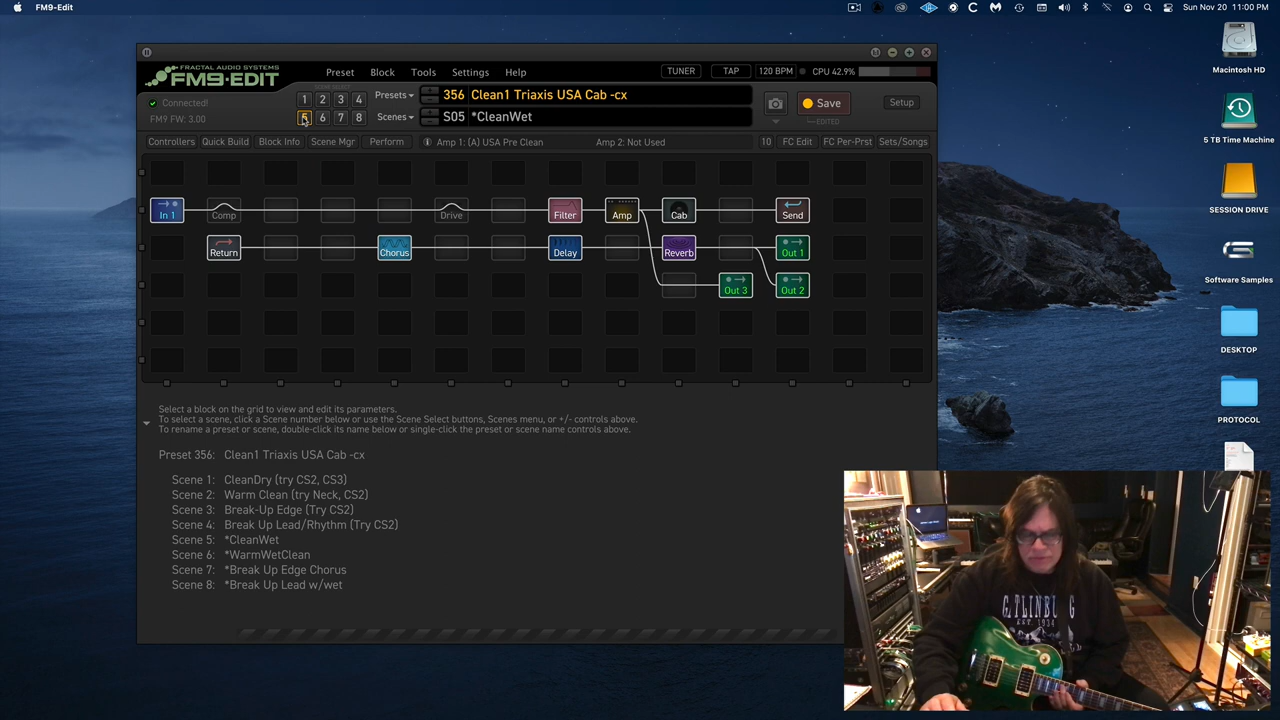 FM9-Edit
Sun Nov 20 11:00 PM
FRACTAL AUDIO SYSTEMS
FM9-EDIT
Preset Block Tools Settings Help
TUNER TAP 120 BPM CPU 42.9%
Connected!
FM9 FW: 3.00
SCENE SELECT
1 2 3 4
5 6 7 8
Presets 356 Clean1 Triaxis USA Cab -cx
Scenes S05 *CleanWet
Save
EDITED
Setup
Controllers Quick Build Block Info Scene Mgr Perform Amp 1: (A) USA Pre Clean Amp 2: Not Used 10 FC Edit FC Per-Prst Sets/Songs
In 1 Comp Drive Filter Amp Cab Send
Return Chorus Delay Reverb Out 1
Out 3 Out 2
Select a block on the grid to view and edit its parameters.
To select a scene, click a Scene number below or use the Scene Select buttons, Scenes menu, or +/- controls above.
To rename a preset or scene, double-click its name below or single-click the preset or scene name controls above.
Preset 356: Clean1 Triaxis USA Cab -cx
Scene 1: CleanDry (try CS2, CS3)
Scene 2: Warm Clean (try Neck, CS2)
Scene 3: Break-Up Edge (Try CS2)
Scene 4: Break Up Lead/Rhythm (Try CS2)
Scene 5: *CleanWet
Scene 6: *WarmWetClean
Scene 7: *Break Up Edge Chorus
Scene 8: *Break Up Lead w/wet
Macintosh HD
5 TB Time Machine
SESSION DRIVE
Software Samples
DESKTOP
PROTOCOL
GATLINBURG
EST. 1934